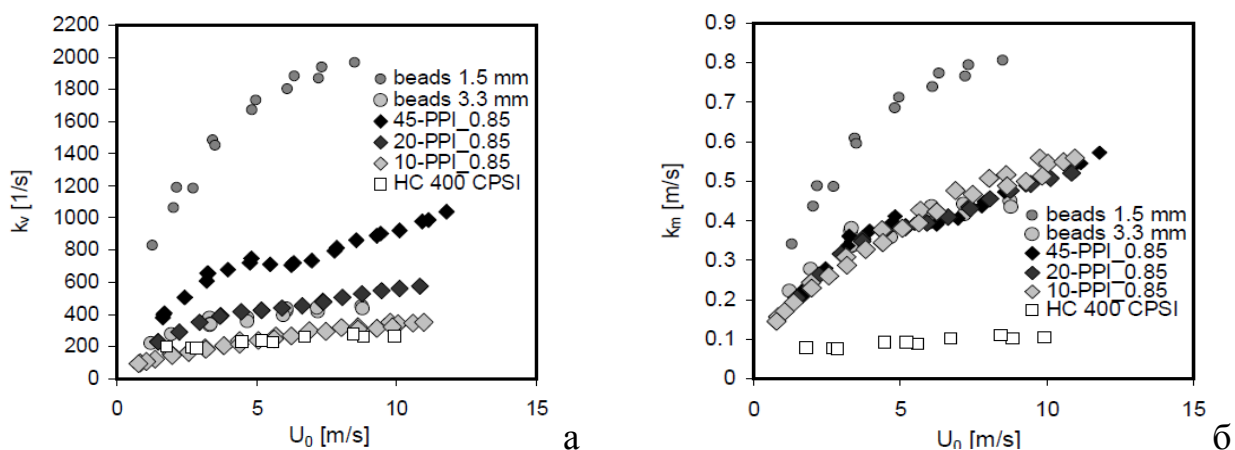 2200
2000
1800
1600
1400
1200
1000
800
600
400
200
0
kv [1/s]
beads 1.5 mm
beads 3.3 mm
45-PPI_0.85
20-PPI_0.85
10-PPI_0.85
HC 400 CPSI
0 5 10 15
U0 [m/s]
а
0.9
0.8
0.7
0.6
0.5
0.4
0.3
0.2
0.1
0
km [m/s]
beads 1.5 mm
beads 3.3 mm
45-PPI_0.85
20-PPI_0.85
10-PPI_0.85
HC 400 CPSI
0 5 10 15
U0 [m/s]
б